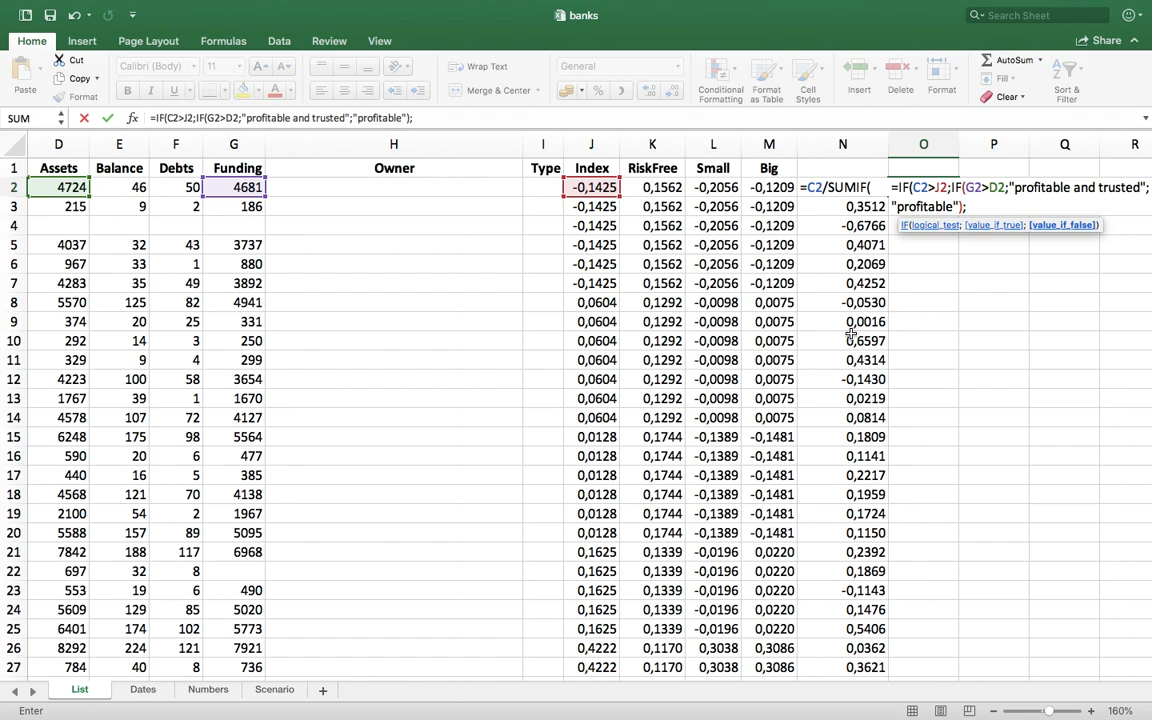 banks
Search Sheet
Home Insert Page Layout Formulas Data Review View Share
Paste Cut Copy Format
Calibri (Body) 11 A A
B I U A
Wrap Text
Merge & Center
General
%
Conditional Formatting
Format as Table
Cell Styles
Insert Delete Format
AutoSum
Fill
Clear
Sort & Filter
SUM fx =IF(C2>J2;IF(G2>D2;"profitable and trusted";"profitable");
D E F G H I J K L M N O P Q R
1 Assets Balance Debts Funding Owner Type Index RiskFree Small Big
2 4724 46 50 4681 -0,1425 0,1562 -0,2056 -0,1209 =C2/SUMIF( =IF(C2>J2;IF(G2>D2;"profitable and trusted";
3 215 9 2 186 -0,1425 0,1562 -0,2056 -0,1209 0,3512 "profitable");
4 -0,1425 0,1562 -0,2056 -0,1209 -0,6766 IF(logical_test; [value_if_true]; [value_if_false])
5 4037 32 43 3737 -0,1425 0,1562 -0,2056 -0,1209 0,4071
6 967 33 1 880 -0,1425 0,1562 -0,2056 -0,1209 0,2069
7 4283 35 49 3892 -0,1425 0,1562 -0,2056 -0,1209 0,4252
8 5570 125 82 4941 0,0604 0,1292 -0,0098 0,0075 -0,0530
9 374 20 25 331 0,0604 0,1292 -0,0098 0,0075 0,0016
10 292 14 3 250 0,0604 0,1292 -0,0098 0,0075 0,6597
11 329 9 4 299 0,0604 0,1292 -0,0098 0,0075 0,4314
12 4223 100 58 3654 0,0604 0,1292 -0,0098 0,0075 -0,1430
13 1767 39 1 1670 0,0604 0,1292 -0,0098 0,0075 0,0219
14 4578 107 72 4127 0,0604 0,1292 -0,0098 0,0075 0,0814
15 6248 175 98 5564 0,0128 0,1744 -0,1389 -0,1481 0,1809
16 590 20 6 477 0,0128 0,1744 -0,1389 -0,1481 0,1141
17 440 16 5 385 0,0128 0,1744 -0,1389 -0,1481 0,2217
18 4568 121 70 4138 0,0128 0,1744 -0,1389 -0,1481 0,1959
19 2100 54 2 1967 0,0128 0,1744 -0,1389 -0,1481 0,1724
20 5588 157 89 5095 0,0128 0,1744 -0,1389 -0,1481 0,1150
21 7842 188 117 6968 0,1625 0,1339 -0,0196 0,0220 0,2392
22 697 32 8 0,1625 0,1339 -0,0196 0,0220 0,1869
23 553 19 6 490 0,1625 0,1339 -0,0196 0,0220 -0,1143
24 5609 129 85 5020 0,1625 0,1339 -0,0196 0,0220 0,1476
25 6401 174 102 5773 0,1625 0,1339 -0,0196 0,0220 0,5406
26 8292 224 121 7921 0,4222 0,1170 0,3038 0,3086 0,0362
27 784 40 8 736 0,4222 0,1170 0,3038 0,3086 0,3621
List Dates Numbers Scenario
Enter 160%